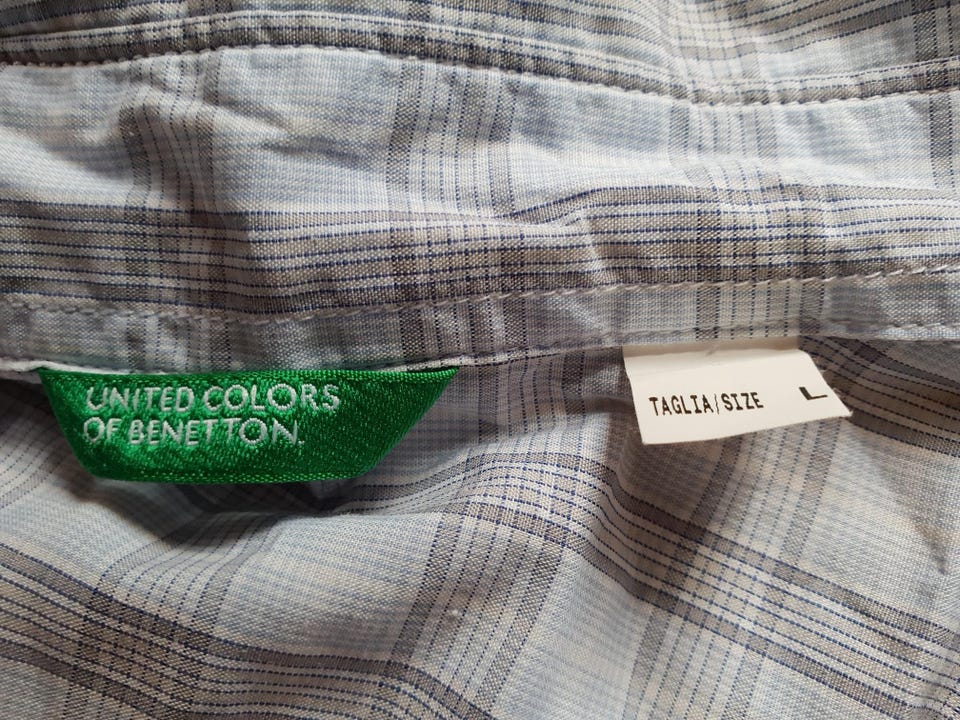 UNITED COLORS
OF BENETTON.
TAGLIA/SIZE L